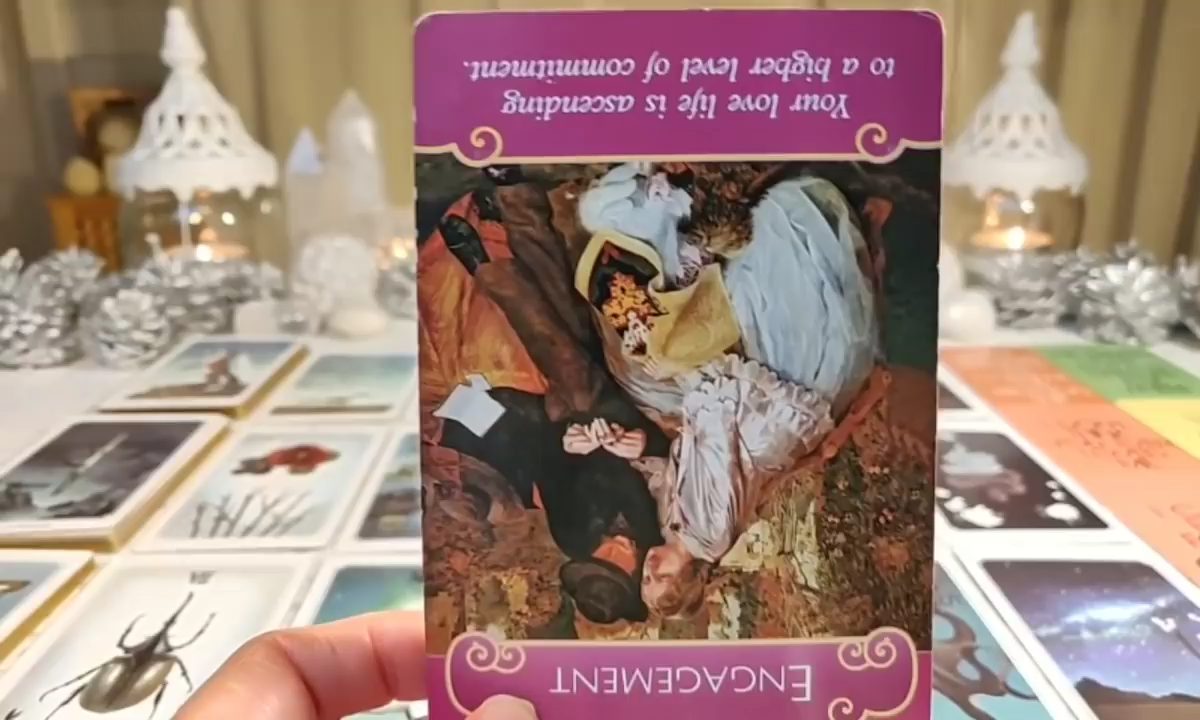 ENGAGEMENT
Your love life is ascending
to a higher level of commitment.